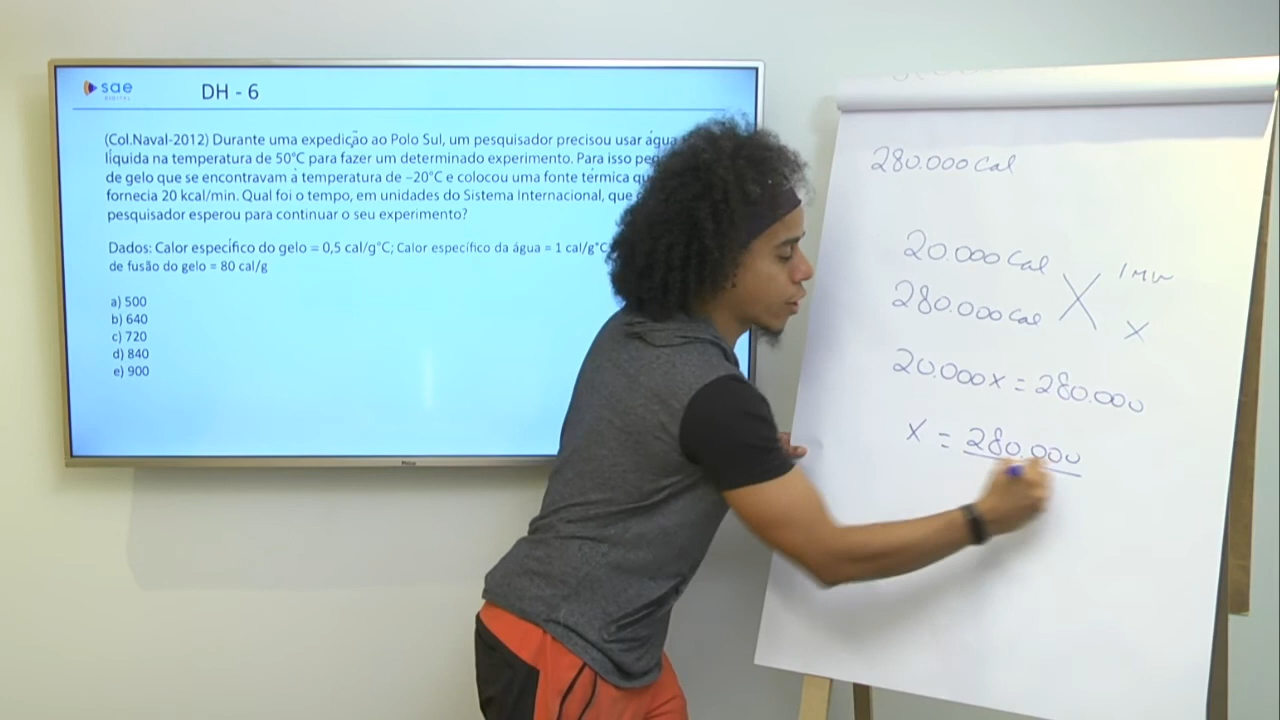 sae
DIGITAL
DH - 6
(Col.Naval-2012) Durante uma expedição ao Polo Sul, um pesquisador precisou usar água
líquida na temperatura de 50°C para fazer um determinado experimento. Para isso
de gelo que se encontravam à temperatura de –20°C e colocou uma fonte térmica
fornecia 20 kcal/min. Qual foi o tempo, em unidades do Sistema Internacional, que
pesquisador esperou para continuar o seu experimento?
Dados: Calor específico do gelo = 0,5 cal/g°C; Calor específico da água = 1 cal/g°C
de fusão do gelo = 80 cal/g
a) 500
b) 640
c) 720
d) 840
e) 900
280.000 Cal
20.000 Cal 1 MIN
280.000 Cal X
20.000 X = 280.000
X = 280.000